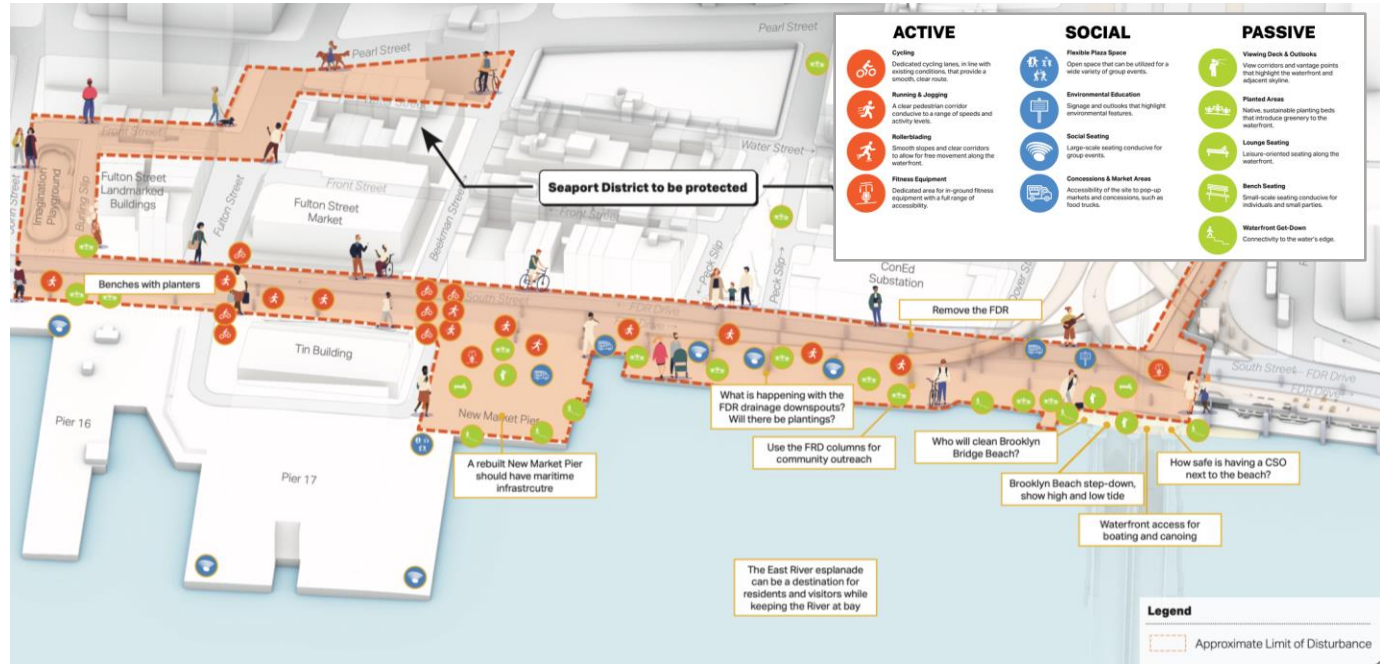 Pearl Street
Pearl Street
ACTIVE
Cycling
Dedicated cycling lanes, in line with
existing conditions, that provide a
smooth, clear route.
Running & Jogging
A clear pedestrian corridor
conducive to a range of speeds and
activity levels.
Rollerblading
Smooth slopes and clear corridors
to allow for free movement along the
waterfront.
Fitness Equipment
Dedicated area for in-ground fitness
equipment with a full range of
accessibility.
SOCIAL
Flexible Plaza Space
Open space that can be utilized for a
wide variety of group events.
Environmental Education
Signage and outlooks that highlight
environmental features.
Social Seating
Large-scale seating conducive for
group events.
Concessions & Market Areas
Accessibility of the site to pop-up
markets and concessions, such as
food trucks.
PASSIVE
Viewing Deck & Outlooks
View corridors and vantage points
that highlight the waterfront and
adjacent skyline.
Planted Areas
Native, sustainable planting beds
that introduce greenery to the
waterfront.
Lounge Seating
Leisure-oriented seating along the
waterfront.
Bench Seating
Small-scale seating conducive for
individuals and small parties.
Waterfront Get-Down
Connectivity to the water's edge.
Front Street
Water Street
South Street
Imagination
Playground
Burling Slip
Fulton Street
Landmarked
Buildings
Fulton Street
Front Street
Fulton Street
Market
Beekman Street
Seaport District to be protected
Front Street
Peck Slip
Peck Slip
ConEd
Substation
Dover Street
Benches with planters
South Street
FDR Drive
FDR Drive
Remove the FDR
South Street
FDR Drive
FDR Drive
Tin Building
Pier 16
Pier 17
New Market Pier
A rebuilt New Market Pier
should have maritime
infrastrcutre
What is happening with the
FDR drainage downspouts?
Will there be plantings?
Use the FRD columns for
community outreach
Who will clean Brooklyn
Bridge Beach?
Brooklyn Beach step-down,
show high and low tide
How safe is having a CSO
next to the beach?
Waterfront access for
boating and canoing
The East River esplanade
can be a destination for
residents and visitors while
keeping the River at bay
Legend
Approximate Limit of Disturbance